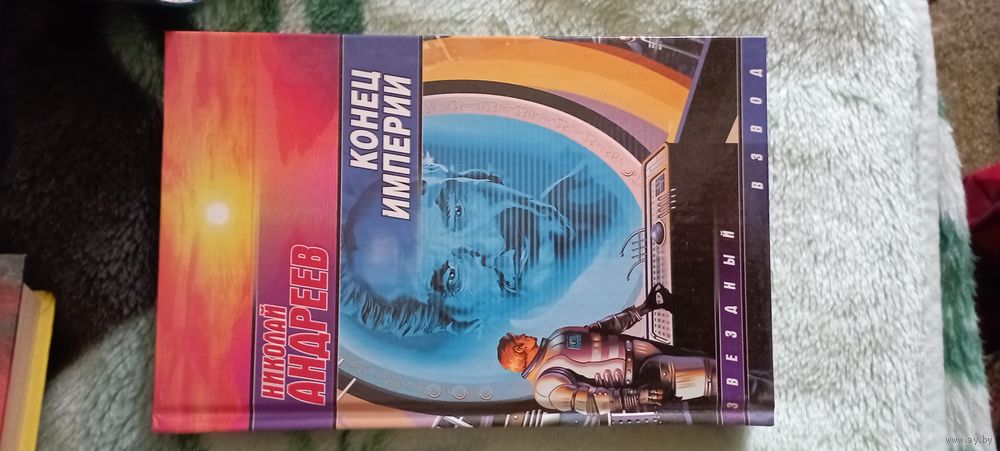 НИКОЛАЙ
АНДРЕЕВ
КОНЕЦ
ИМПЕРИИ
ЗВЕЗДНЫЙ ВЗВОД
www.ay.by